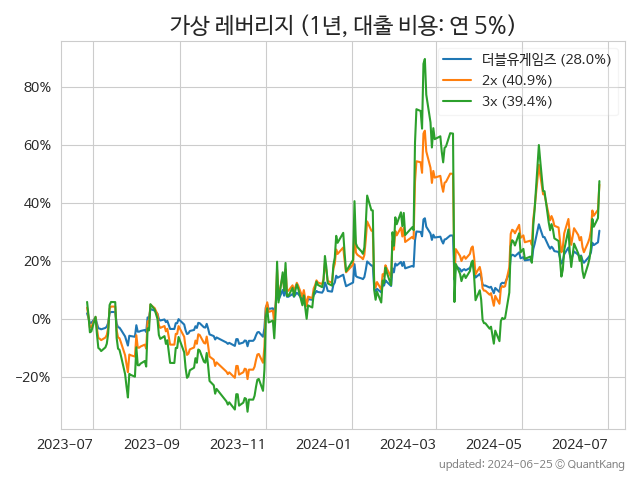 가상 레버리지 (1년, 대출 비용: 연 5%)
더블유게임즈 (28.0%)
2x (40.9%)
3x (39.4%)
80%
60%
40%
20%
0%
−20%
2023-07
2023-09
2023-11
2024-01
2024-03
2024-05
2024-07
updated: 2024-06-25 © QuantKang